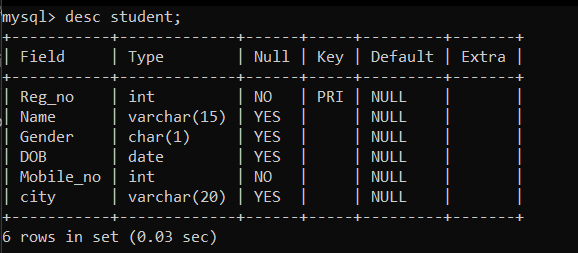 mysql> desc student;
+-----------+-------------+------+-----+---------+-------+
| Field     | Type        | Null | Key | Default | Extra |
+-----------+-------------+------+-----+---------+-------+
| Reg_no    | int         | NO   | PRI | NULL    |       |
| Name      | varchar(15) | YES  |     | NULL    |       |
| Gender    | char(1)     | YES  |     | NULL    |       |
| DOB       | date        | YES  |     | NULL    |       |
| Mobile_no | int         | NO   |     | NULL    |       |
| city      | varchar(20) | YES  |     | NULL    |       |
+-----------+-------------+------+-----+---------+-------+
6 rows in set (0.03 sec)